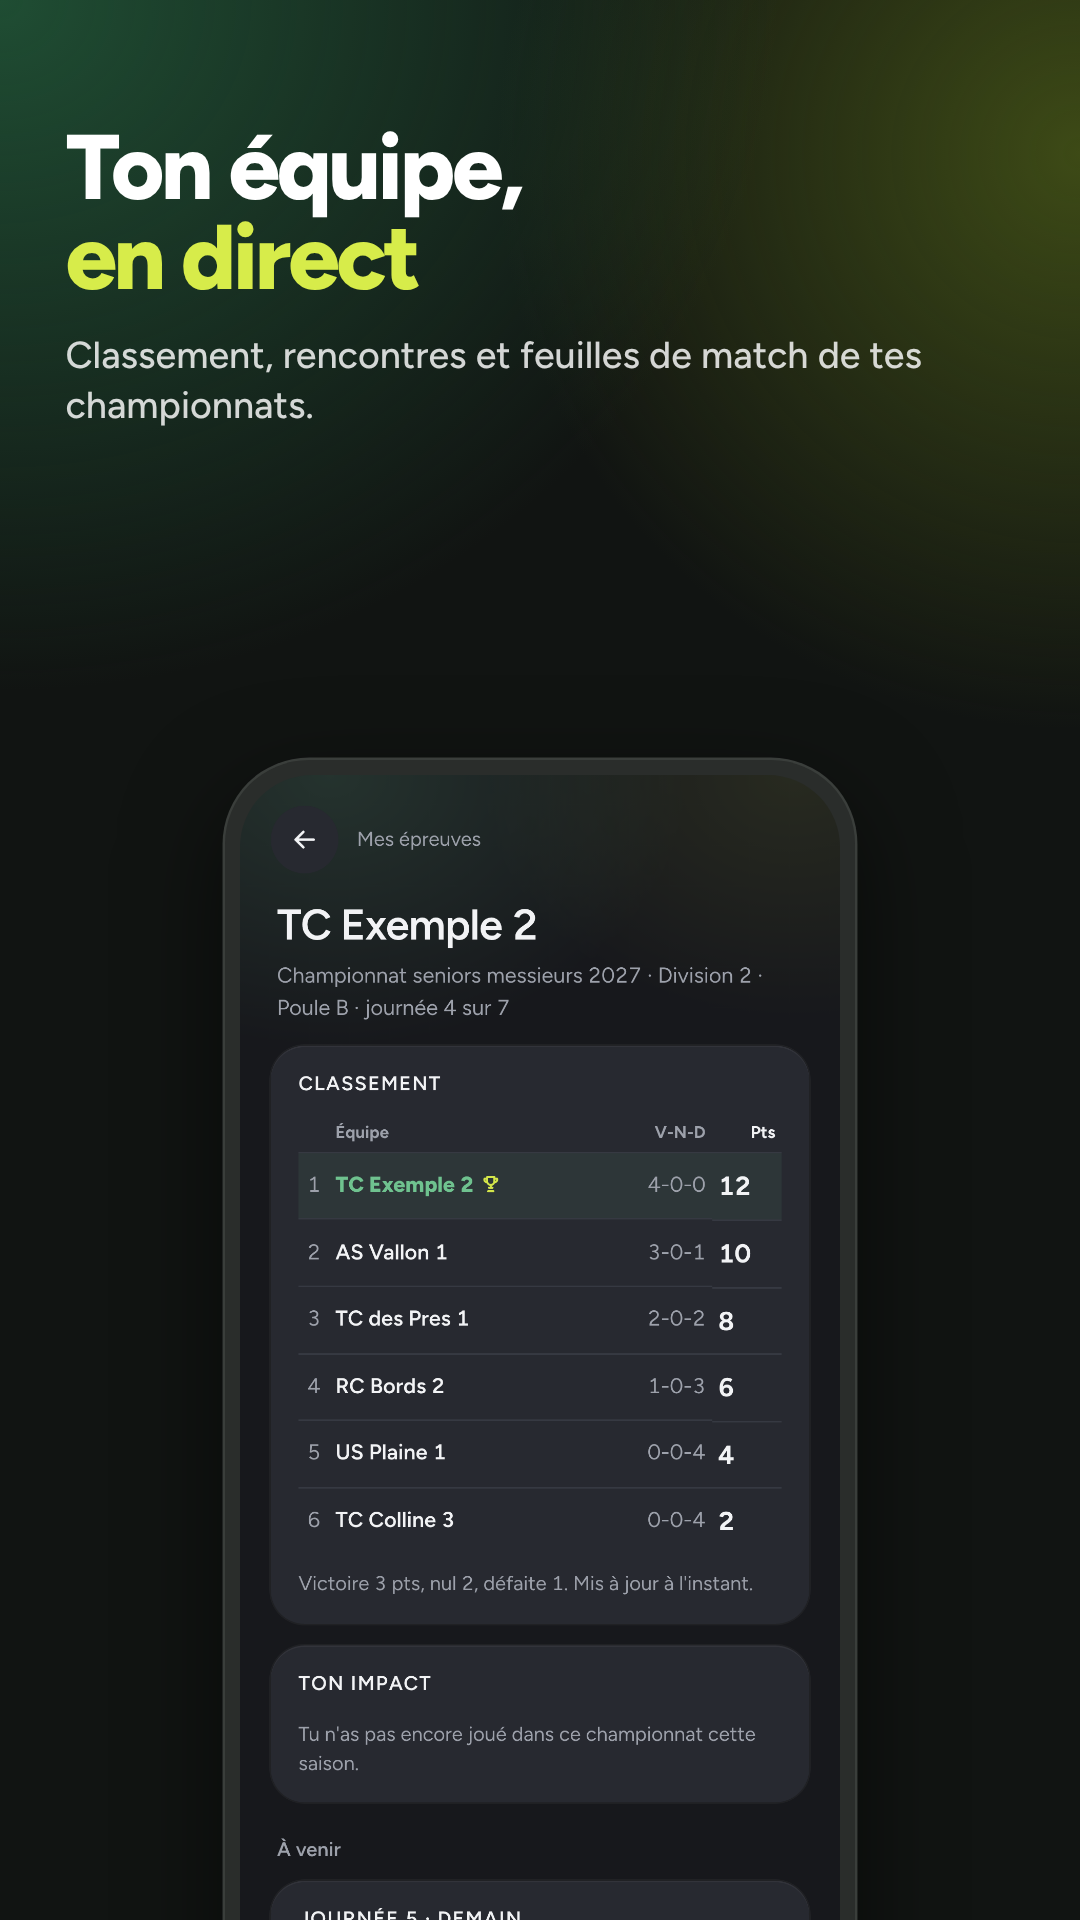 Ton équipe,
en direct
Classement, rencontres et feuilles de match de tes
championnats.
Mes épreuves
TC Exemple 2
Championnat seniors messieurs 2027 · Division 2 ·
Poule B · journée 4 sur 7
CLASSEMENT
Équipe V-N-D Pts
1 TC Exemple 2 4-0-0 12
2 AS Vallon 1 3-0-1 10
3 TC des Pres 1 2-0-2 8
4 RC Bords 2 1-0-3 6
5 US Plaine 1 0-0-4 4
6 TC Colline 3 0-0-4 2
Victoire 3 pts, nul 2, défaite 1. Mis à jour à l'instant.
TON IMPACT
Tu n'as pas encore joué dans ce championnat cette
saison.
À venir
JOURNÉE 5 · DEMAIN